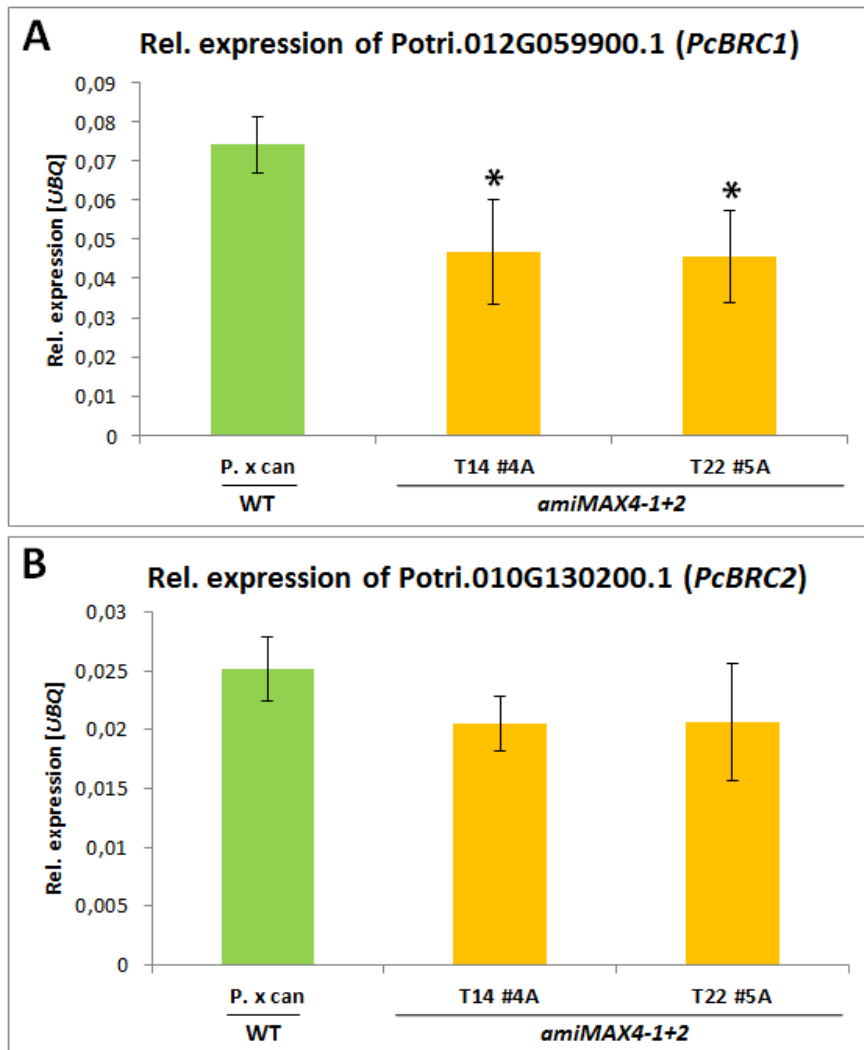 A
Rel. expression of Potri.012G059900.1 (PcBRC1)
Rel. expression [UBQ]
0,09
0,08
0,07
0,06
0,05
0,04
0,03
0,02
0,01
0
*
*
P. x can
T14 #4A
T22 #5A
WT
amiMAX4-1+2
B
Rel. expression of Potri.010G130200.1 (PcBRC2)
Rel. expression [UBQ]
0,03
0,025
0,02
0,015
0,01
0,005
0
P. x can
T14 #4A
T22 #5A
WT
amiMAX4-1+2